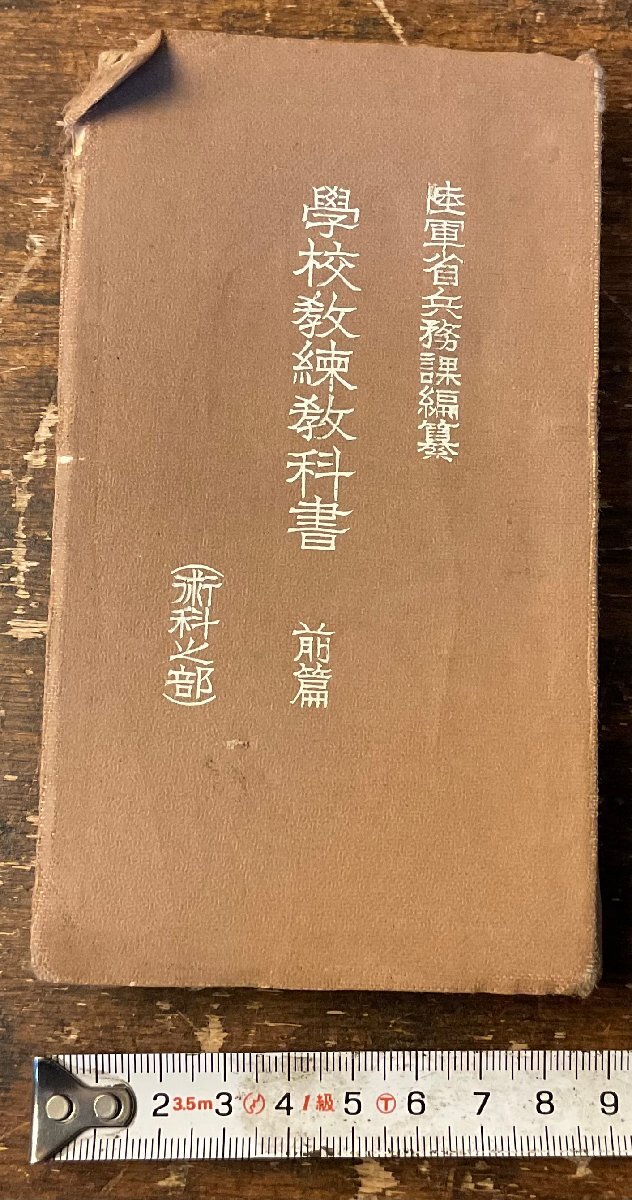 陸軍省兵務課編纂
學校教練教科書 前篇
(術科之部)
2 3.5m 3 4 1級 5 Ⓣ 6 7 8 9